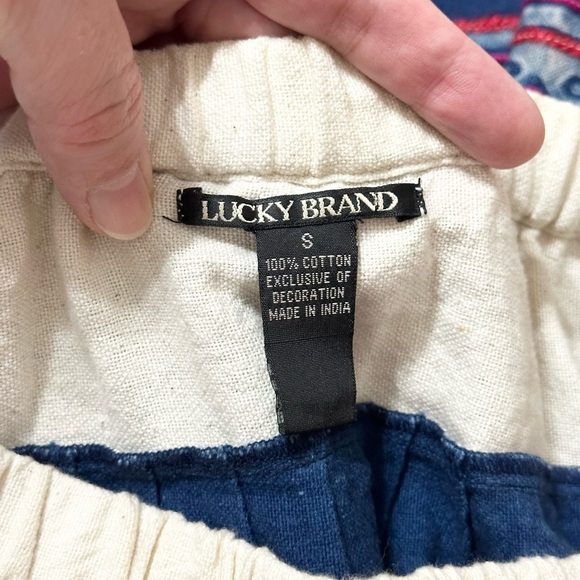 LUCKY BRAND
S
100% COTTON
EXCLUSIVE OF
DECORATION
MADE IN INDIA